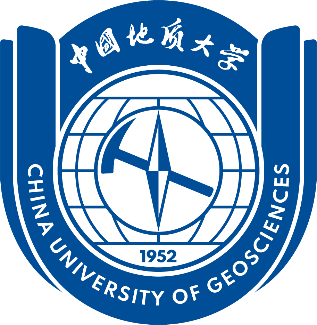 中国地质大学
1952
CHINA UNIVERSITY OF GEOSCIENCES